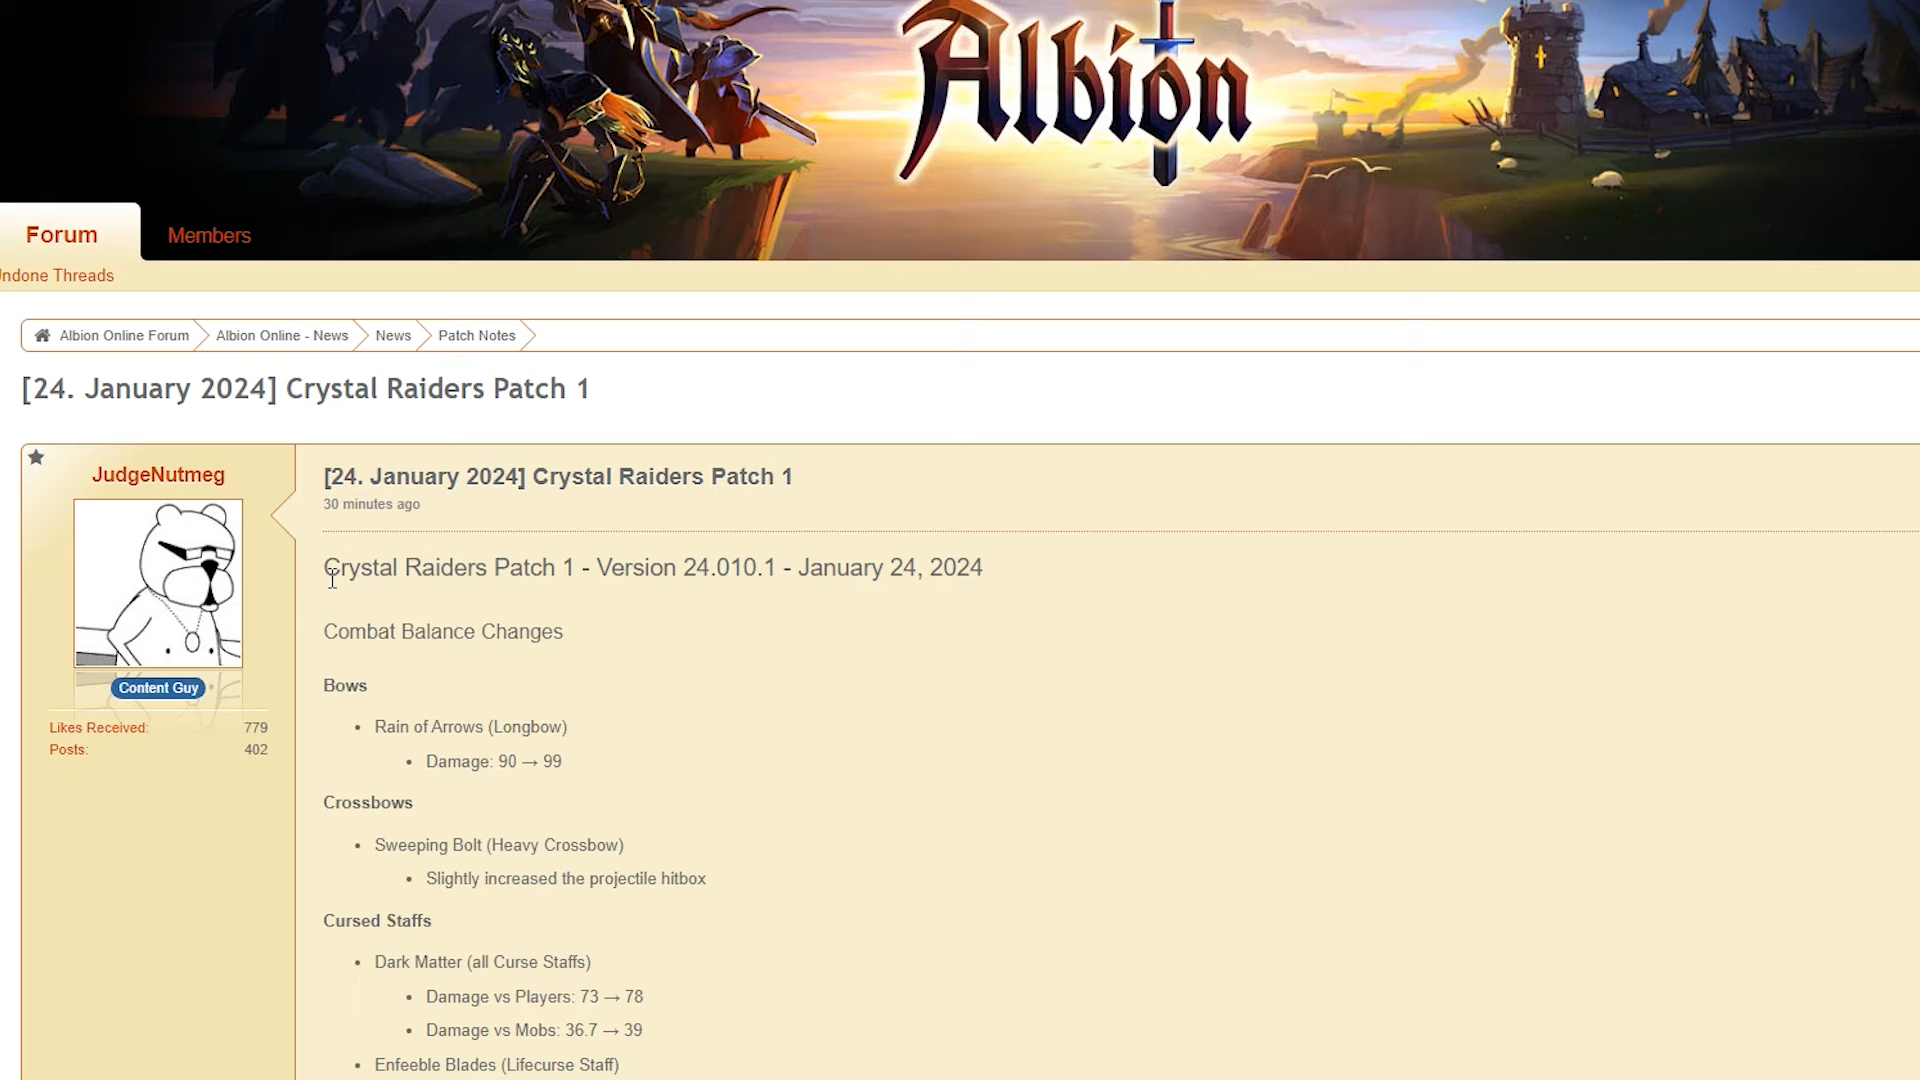 Albion
Forum
Members
Undone Threads
Albion Online Forum
Albion Online - News
News
Patch Notes
[24. January 2024] Crystal Raiders Patch 1
JudgeNutmeg
Content Guy
Likes Received: 779
Posts: 402
[24. January 2024] Crystal Raiders Patch 1
30 minutes ago
Crystal Raiders Patch 1 - Version 24.010.1 - January 24, 2024
Combat Balance Changes
Bows
• Rain of Arrows (Longbow)
• Damage: 90 → 99
Crossbows
• Sweeping Bolt (Heavy Crossbow)
• Slightly increased the projectile hitbox
Cursed Staffs
• Dark Matter (all Curse Staffs)
• Damage vs Players: 73 → 78
• Damage vs Mobs: 36.7 → 39
• Enfeeble Blades (Lifecurse Staff)